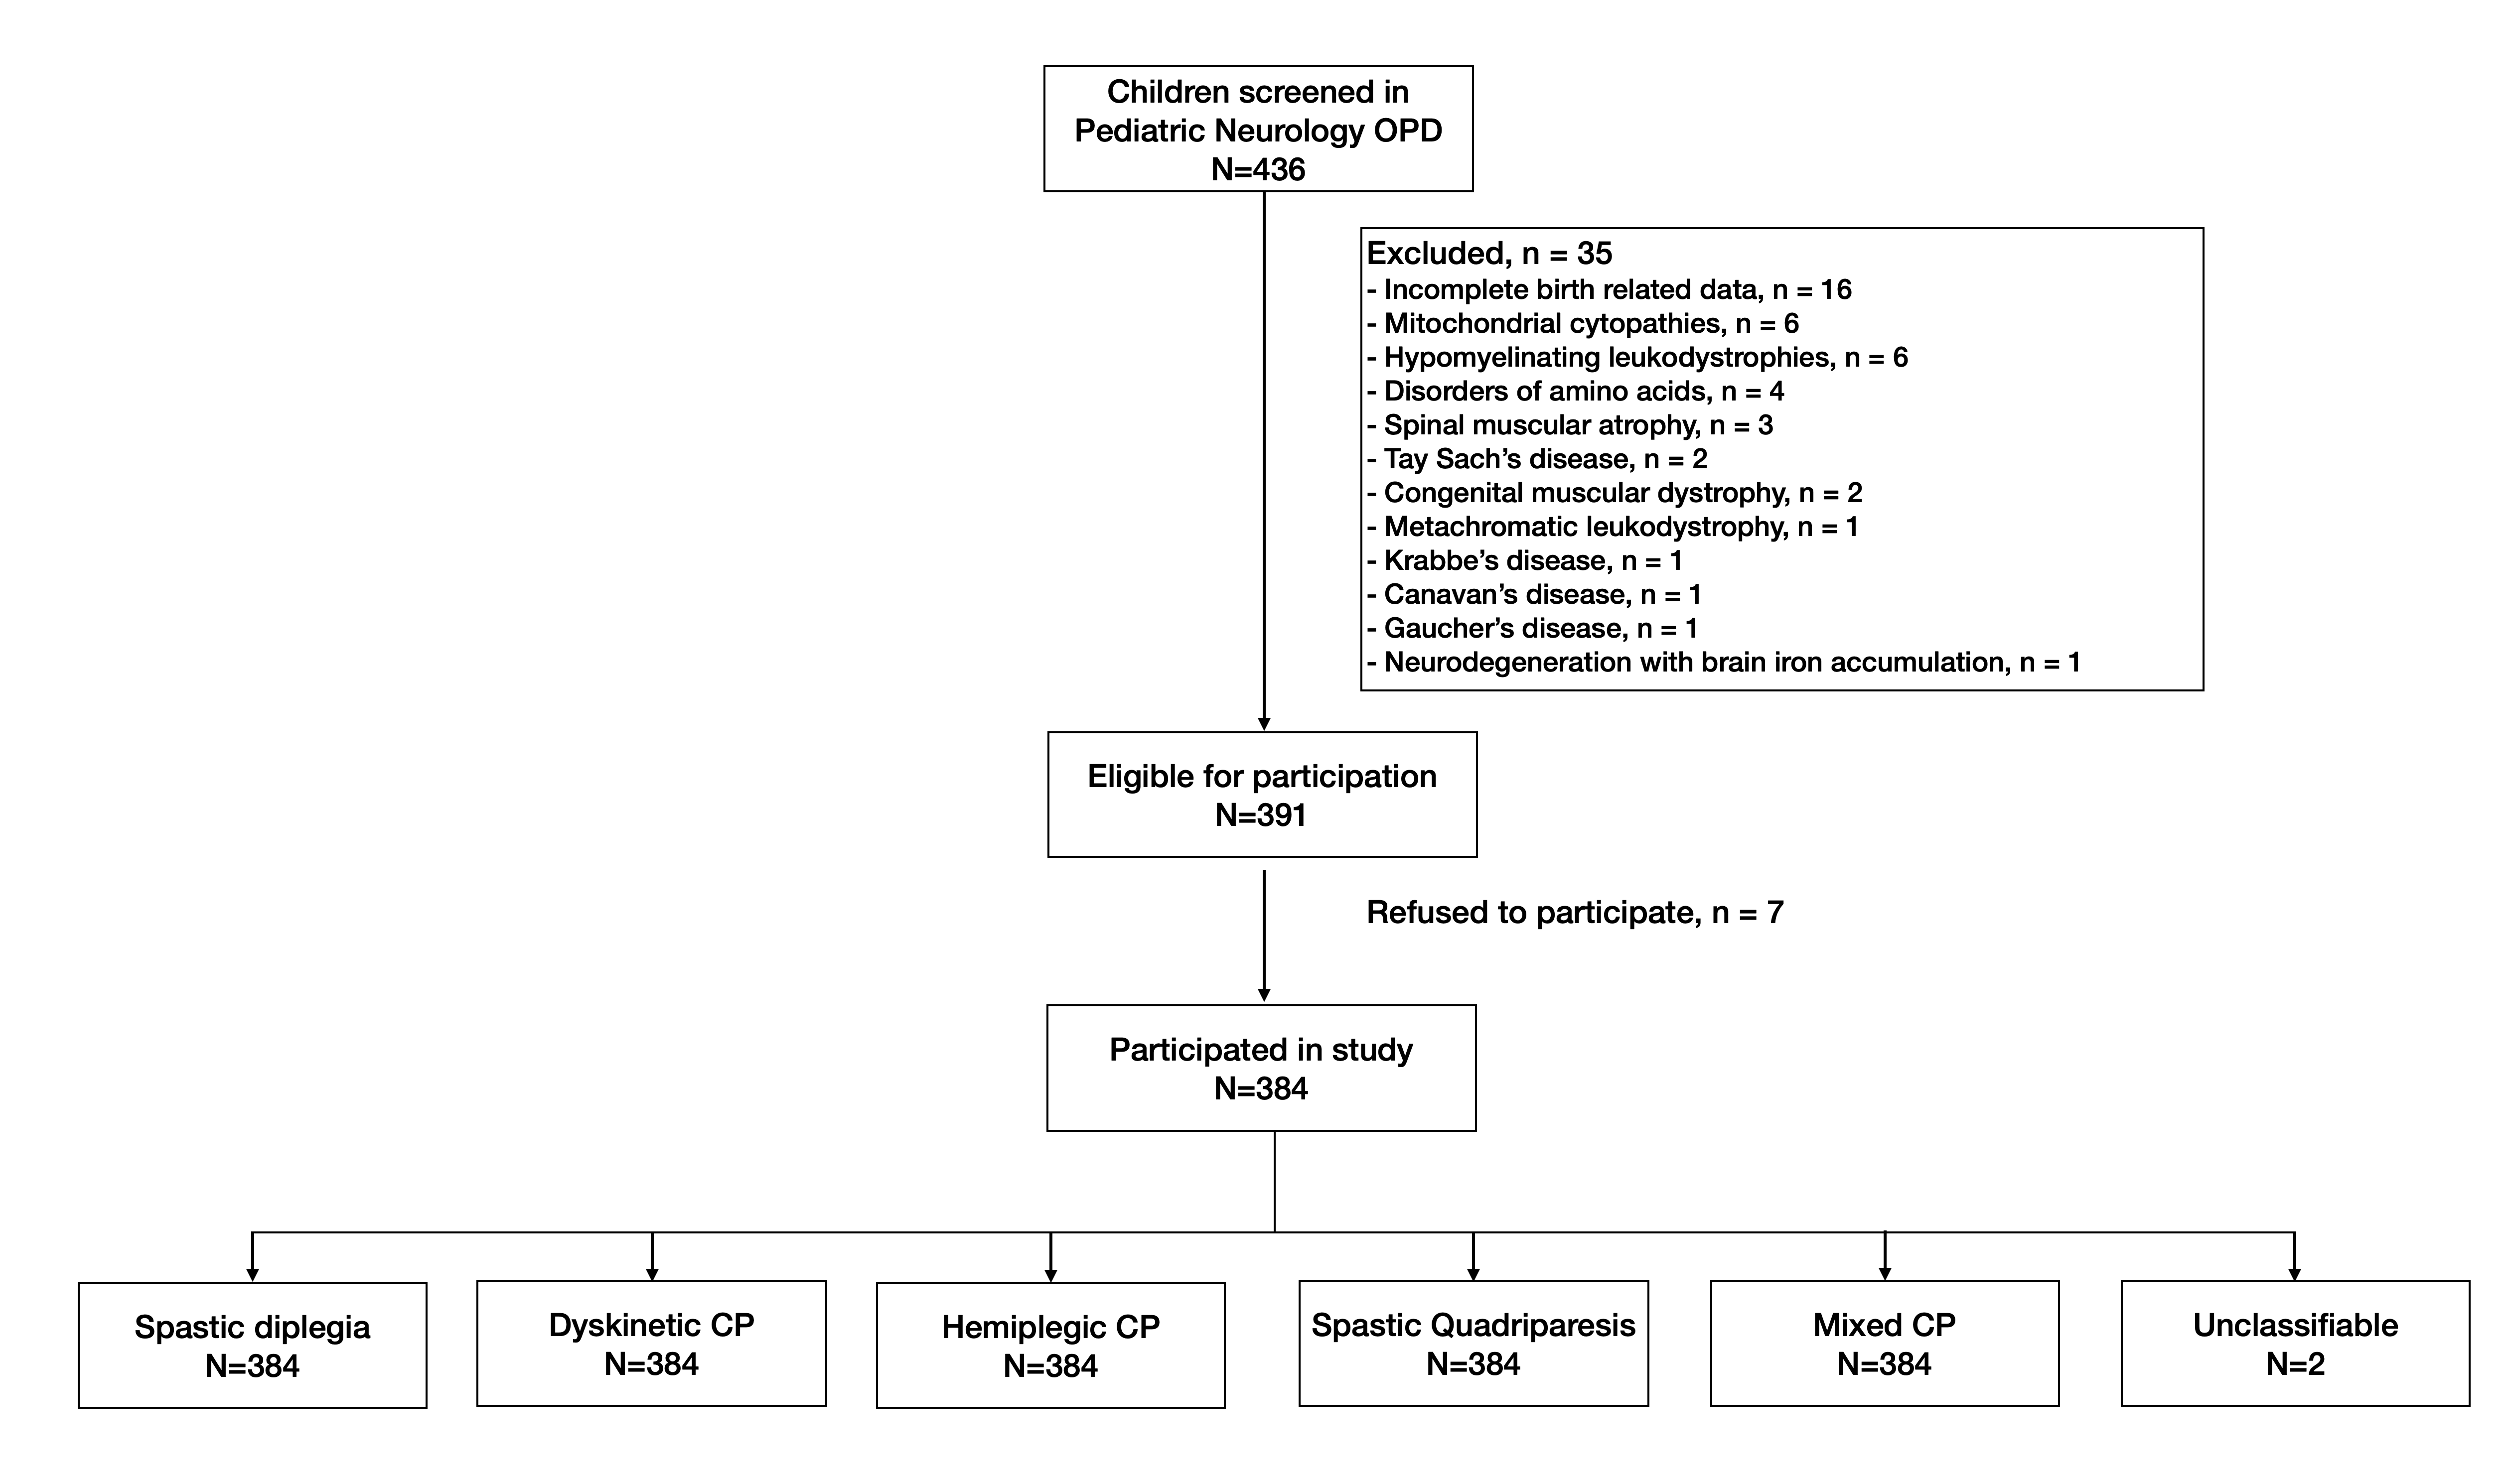 Children screened in
Pediatric Neurology OPD
N=436
Excluded, n = 35
- Incomplete birth related data, n = 16
- Mitochondrial cytopathies, n = 6
- Hypomyelinating leukodystrophies, n = 6
- Disorders of amino acids, n = 4
- Spinal muscular atrophy, n = 3
- Tay Sach’s disease, n = 2
- Congenital muscular dystrophy, n = 2
- Metachromatic leukodystrophy, n = 1
- Krabbe’s disease, n = 1
- Canavan’s disease, n = 1
- Gaucher’s disease, n = 1
- Neurodegeneration with brain iron accumulation, n = 1
Eligible for participation
N=391
Refused to participate, n = 7
Participated in study
N=384
Spastic diplegia
N=384
Dyskinetic CP
N=384
Hemiplegic CP
N=384
Spastic Quadriparesis
N=384
Mixed CP
N=384
Unclassifiable
N=2